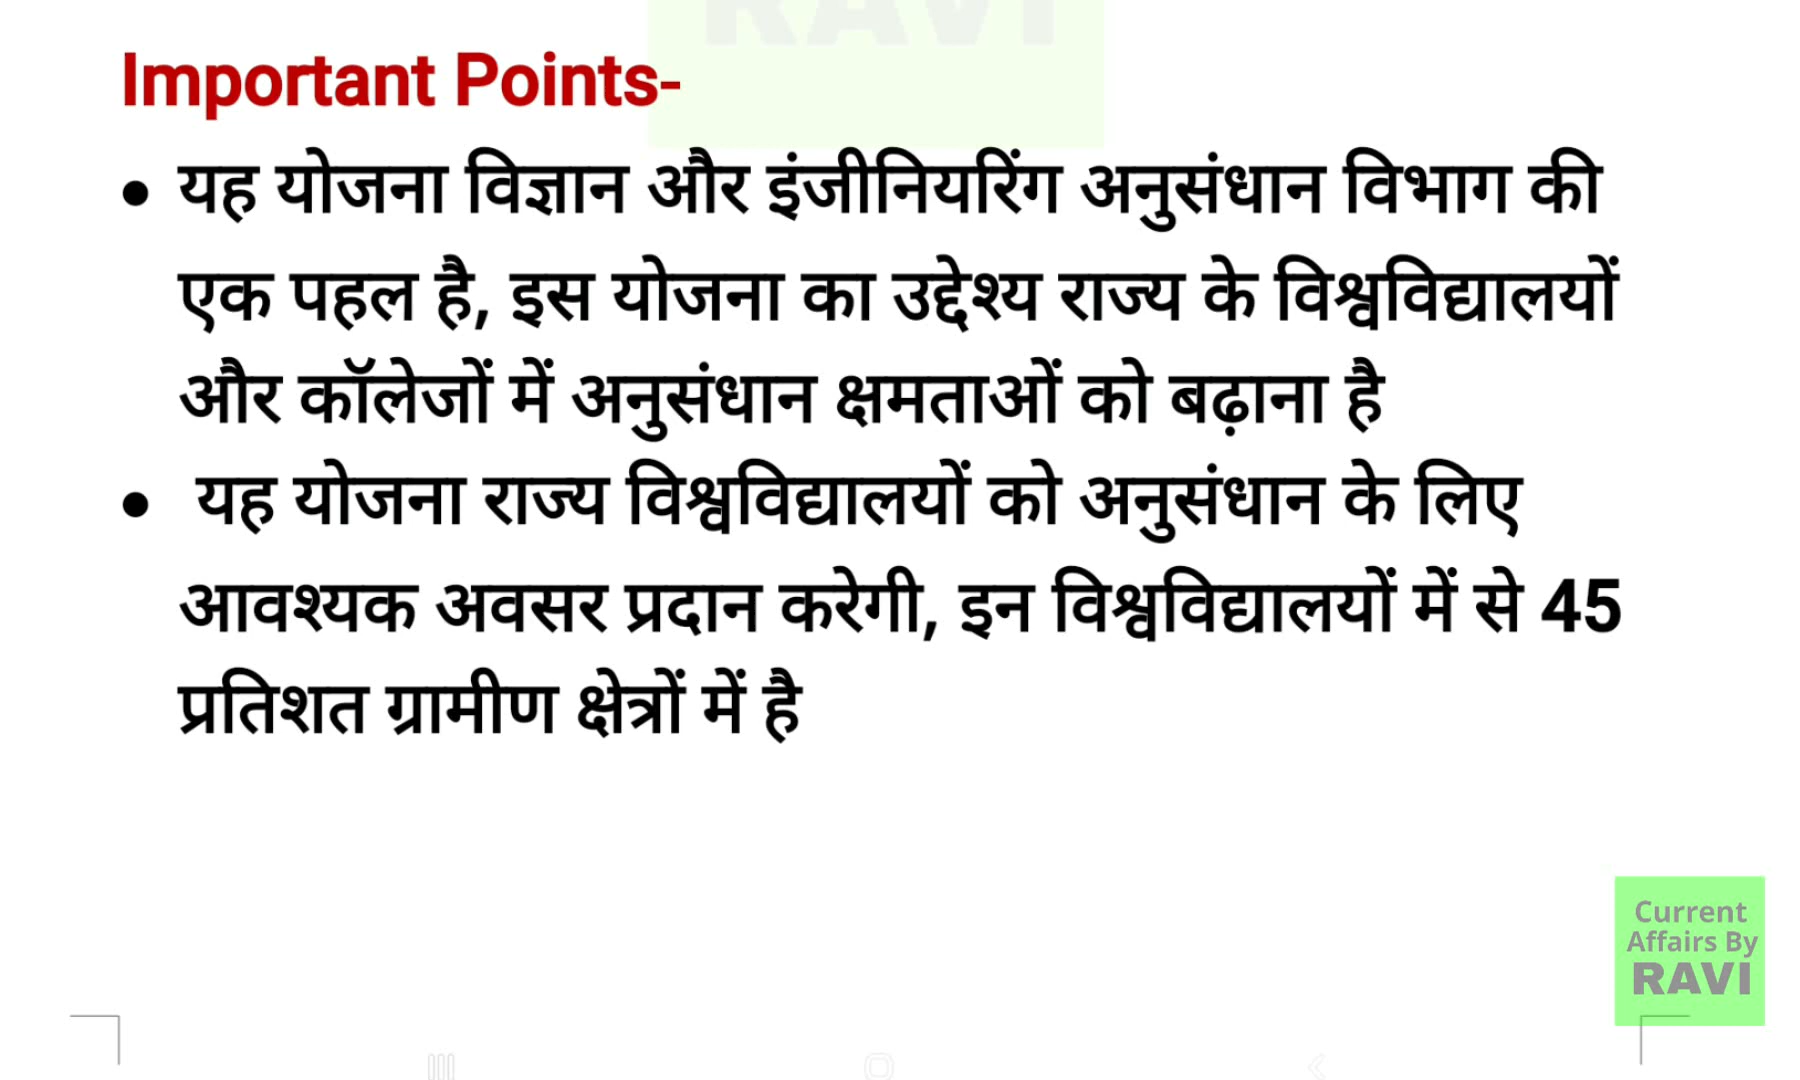 RAVI
Important Points-
• यह योजना विज्ञान और इंजीनियरिंग अनुसंधान विभाग की
एक पहल है, इस योजना का उद्देश्य राज्य के विश्वविद्यालयों
और कॉलेजों में अनुसंधान क्षमताओं को बढ़ाना है
• यह योजना राज्य विश्वविद्यालयों को अनुसंधान के लिए
आवश्यक अवसर प्रदान करेगी, इन विश्वविद्यालयों में से 45
प्रतिशत ग्रामीण क्षेत्रों में है
Current
Affairs By
RAVI